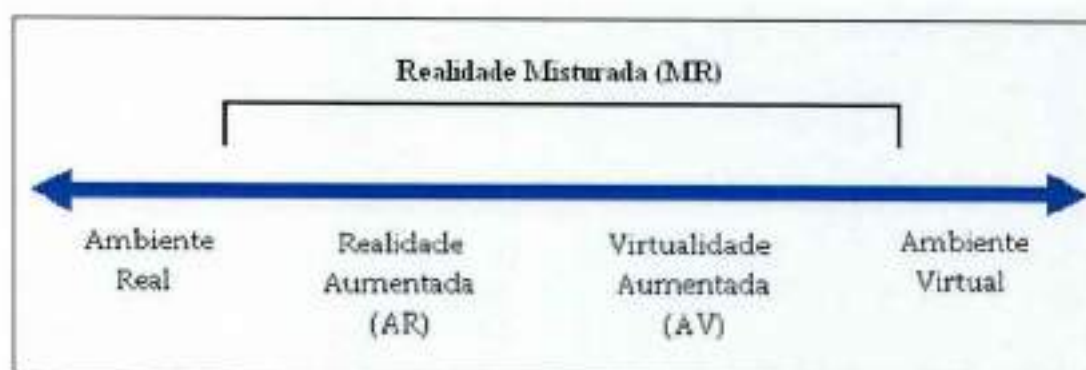 Realidade Misturada (MR)
Ambiente
Real
Realidade
Aumentada
(AR)
Virtualidade
Aumentada
(AV)
Ambiente
Virtual